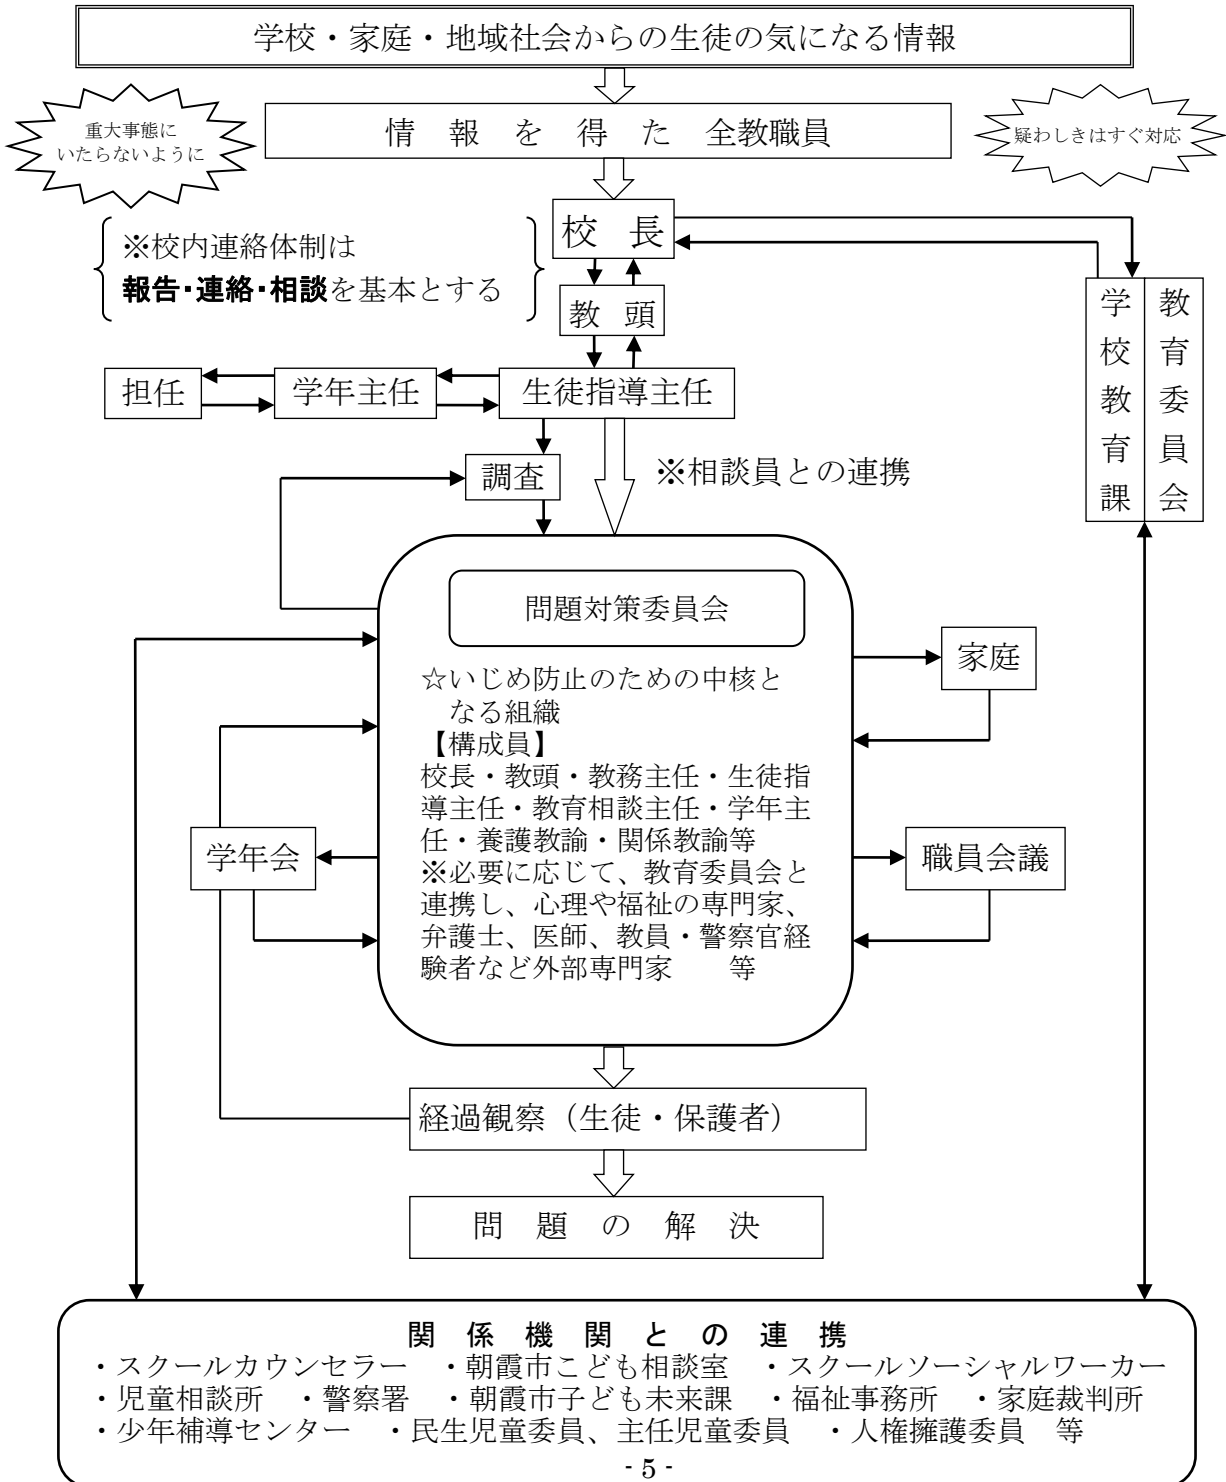 学校・家庭・地域社会からの生徒の気になる情報
重大事態に
いたらないように
情報を得た全教職員
疑わしきはすぐ対応
※校内連絡体制は
報告・連絡・相談を基本とする
校長
教頭
担任
学年主任
生徒指導主任
学校教育課
教育委員会
調査
※相談員との連携
問題対策委員会
☆いじめ防止のための中核と
なる組織
【構成員】
校長・教頭・教務主任・生徒指
導主任・教育相談主任・学年主
任・養護教諭・関係教諭等
※必要に応じて、教育委員会と
連携し、心理や福祉の専門家、
弁護士、医師、教員・警察官経
験者など外部専門家　等
家庭
学年会
職員会議
経過観察（生徒・保護者）
問題の解決
関係機関との連携
・スクールカウンセラー　・朝霞市こども相談室　・スクールソーシャルワーカー
・児童相談所　・警察署　・朝霞市子ども未来課　・福祉事務所　・家庭裁判所
・少年補導センター　・民生児童委員、主任児童委員　・人権擁護委員　等
- 5 -